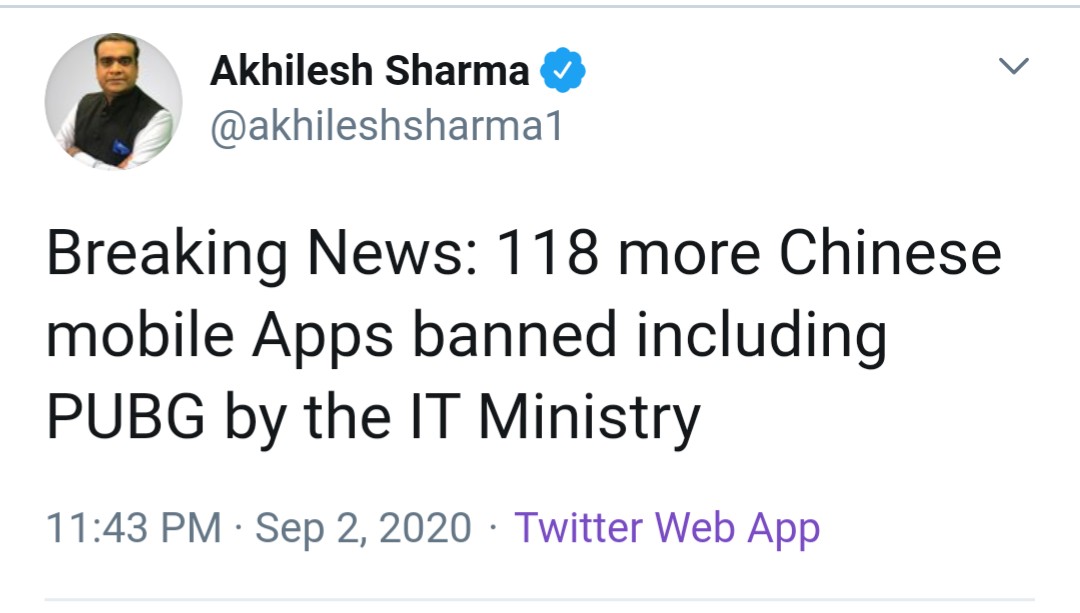 Akhilesh Sharma
@akhileshsharma1
Breaking News: 118 more Chinese
mobile Apps banned including
PUBG by the IT Ministry
11:43 PM · Sep 2, 2020 · Twitter Web App